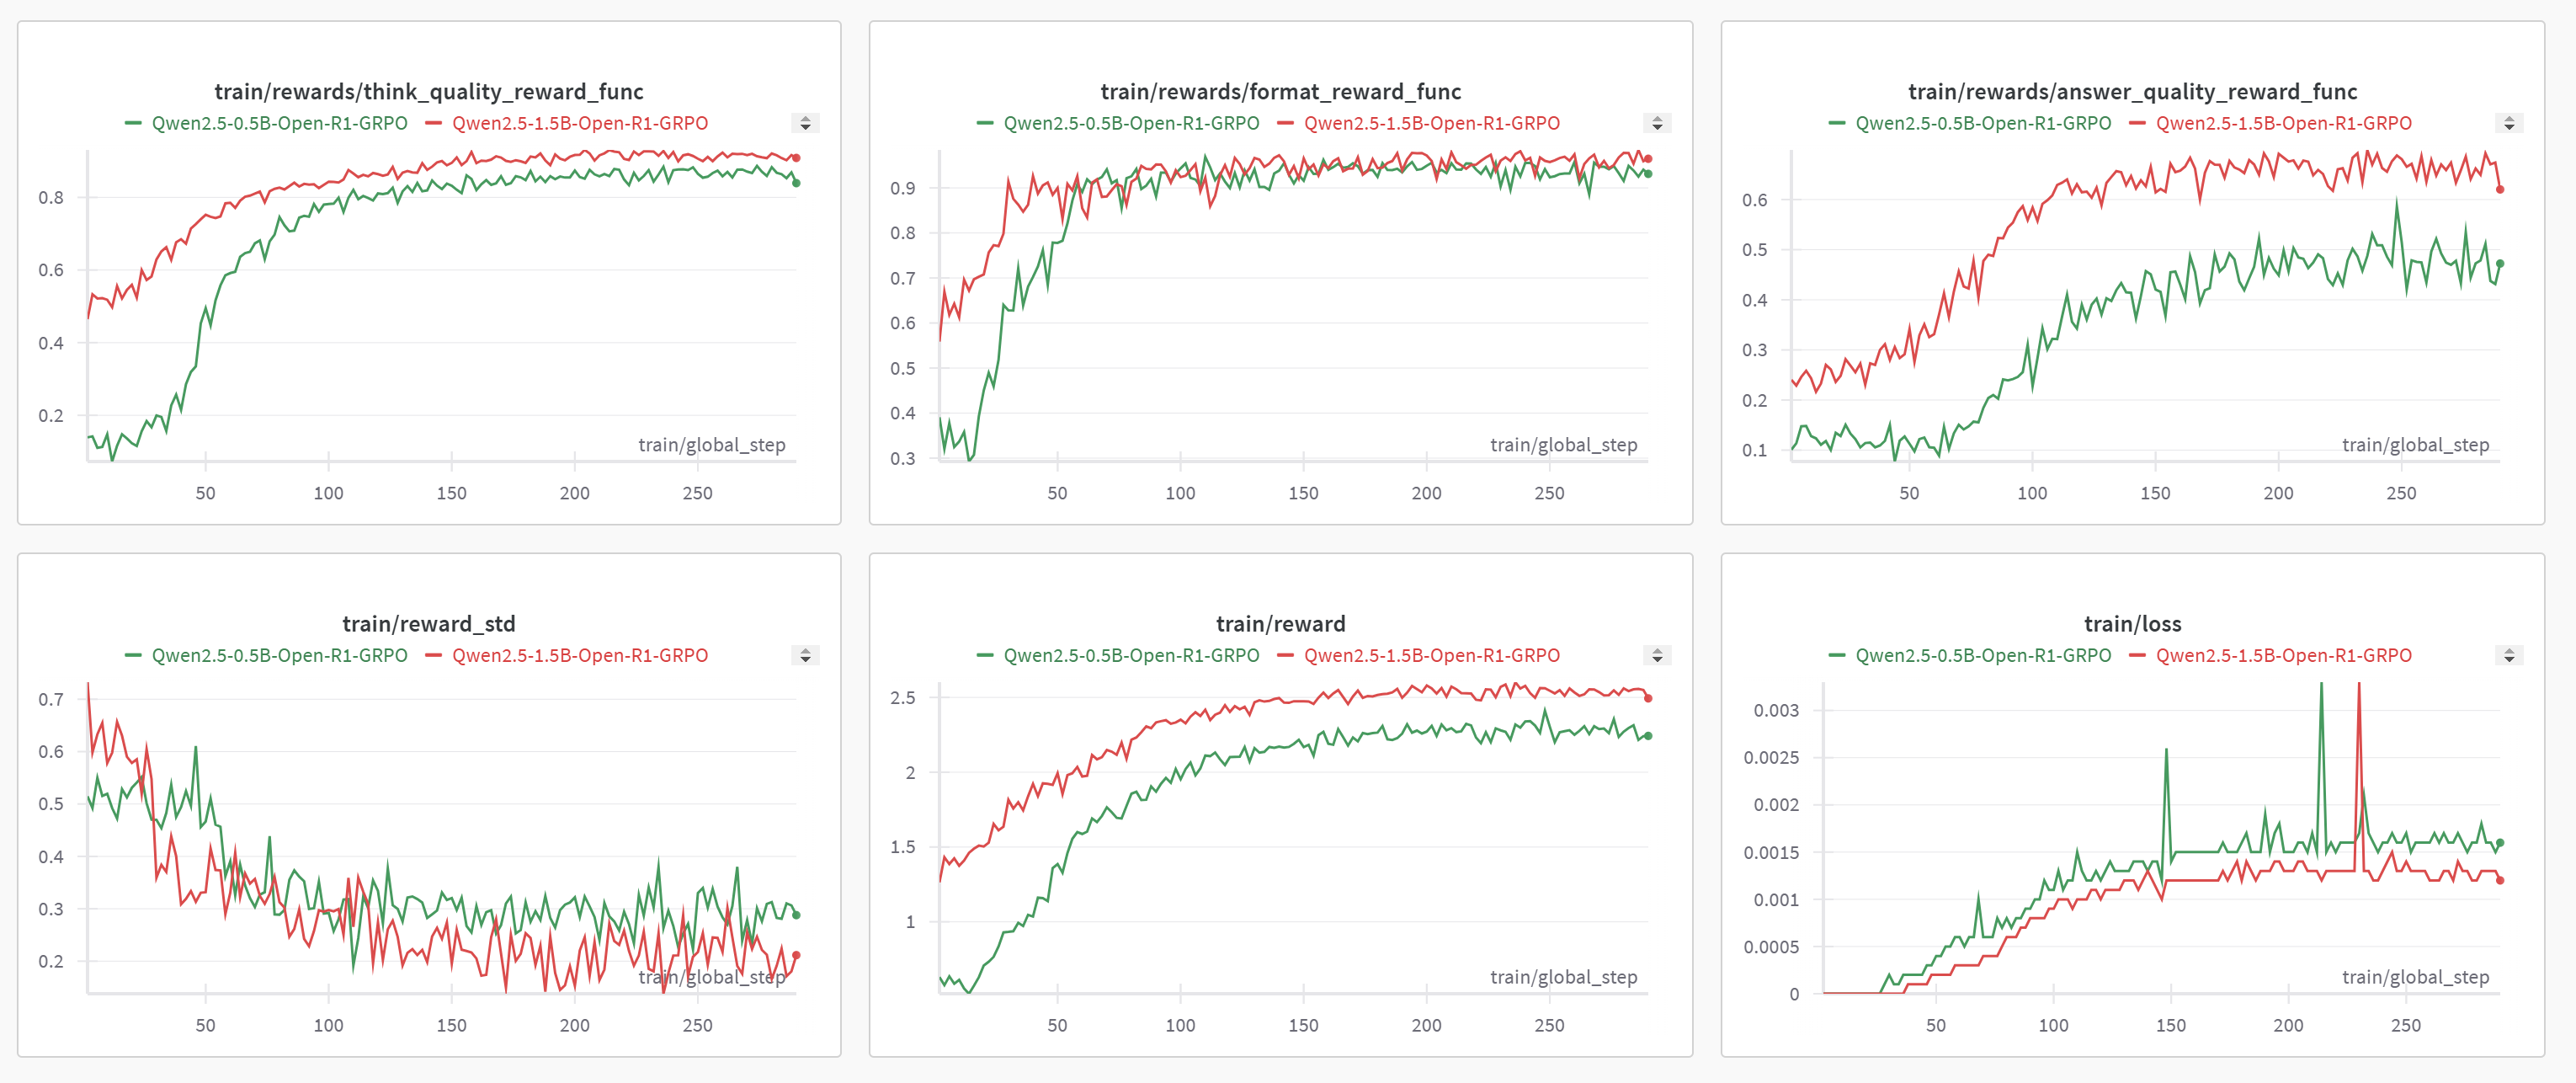 train/rewards/think_quality_reward_func
Qwen2.5-0.5B-Open-R1-GRPO Qwen2.5-1.5B-Open-R1-GRPO
0.8
0.6
0.4
0.2
train/global_step
50 100 150 200 250
train/rewards/format_reward_func
Qwen2.5-0.5B-Open-R1-GRPO Qwen2.5-1.5B-Open-R1-GRPO
0.9
0.8
0.7
0.6
0.5
0.4
0.3
train/global_step
50 100 150 200 250
train/rewards/answer_quality_reward_func
Qwen2.5-0.5B-Open-R1-GRPO Qwen2.5-1.5B-Open-R1-GRPO
0.6
0.5
0.4
0.3
0.2
0.1
train/global_step
50 100 150 200 250
train/reward_std
Qwen2.5-0.5B-Open-R1-GRPO Qwen2.5-1.5B-Open-R1-GRPO
0.7
0.6
0.5
0.4
0.3
0.2
train/global_step
50 100 150 200 250
train/reward
Qwen2.5-0.5B-Open-R1-GRPO Qwen2.5-1.5B-Open-R1-GRPO
2.5
2
1.5
1
train/global_step
50 100 150 200 250
train/loss
Qwen2.5-0.5B-Open-R1-GRPO Qwen2.5-1.5B-Open-R1-GRPO
0.003
0.0025
0.002
0.0015
0.001
0.0005
0
train/global_step
50 100 150 200 250